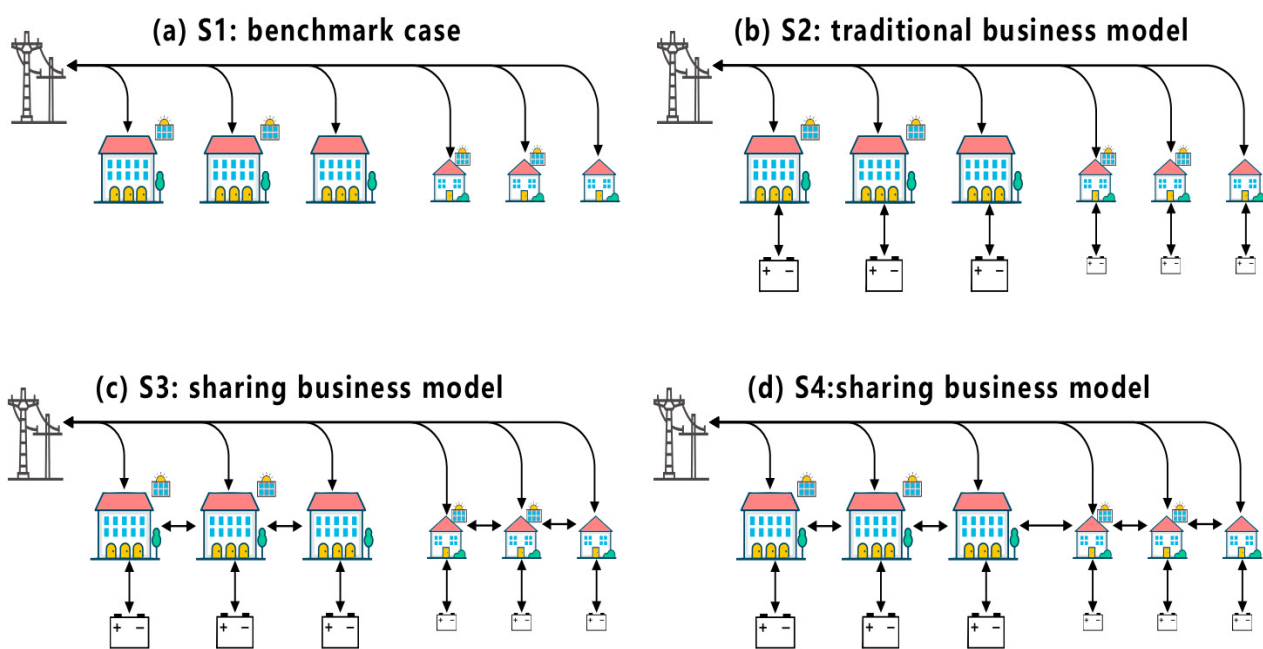 (a) S1: benchmark case
(b) S2: traditional business model
(c) S3: sharing business model
(d) S4:sharing business model